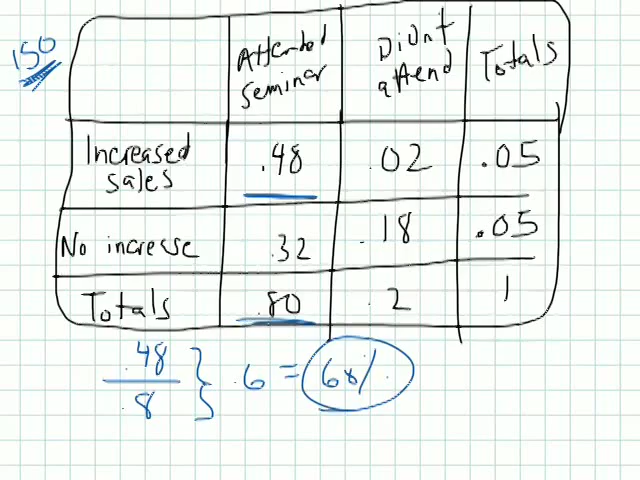 150
Attended seminar
Didnt attend
Totals
Increased sales
.48
.02
.05
No increase
.32
.18
.05
Totals
.80
.2
1
.48
.8
.6 = 60%